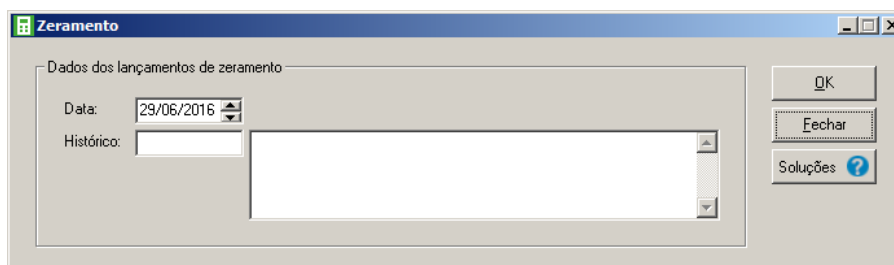 Zeramento
Dados dos lançamentos de zeramento
Data: 29/06/2016
Histórico:
OK
Fechar
Soluções ?